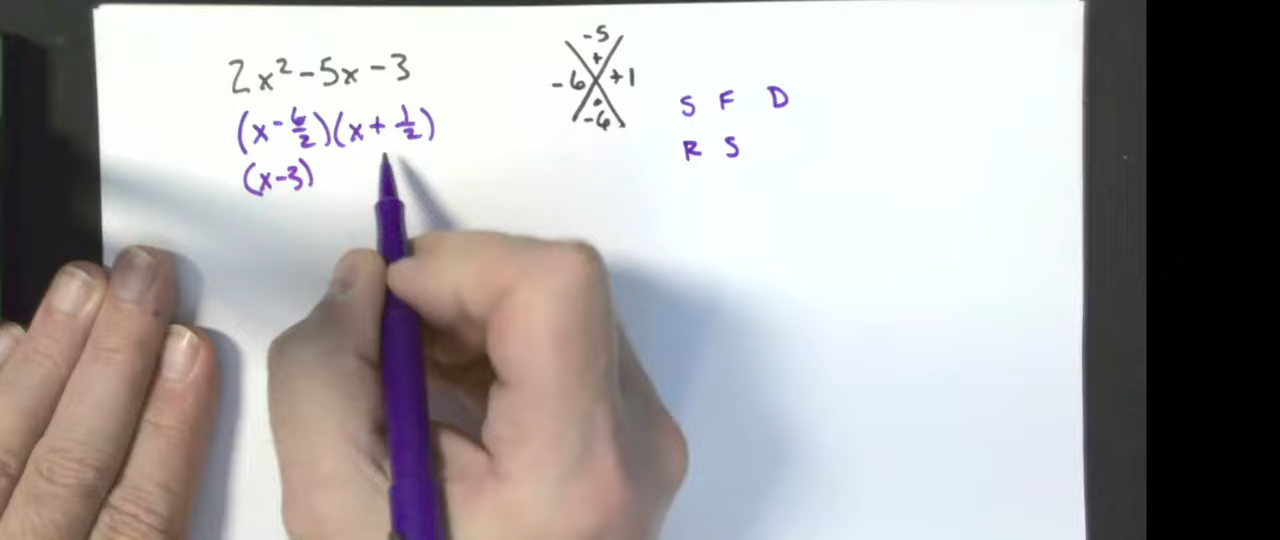 2x² - 5x - 3
(x - 6/2)(x + 1/2)
(x - 3)
-5
+
-6 +1
•
-6
S F D
R S